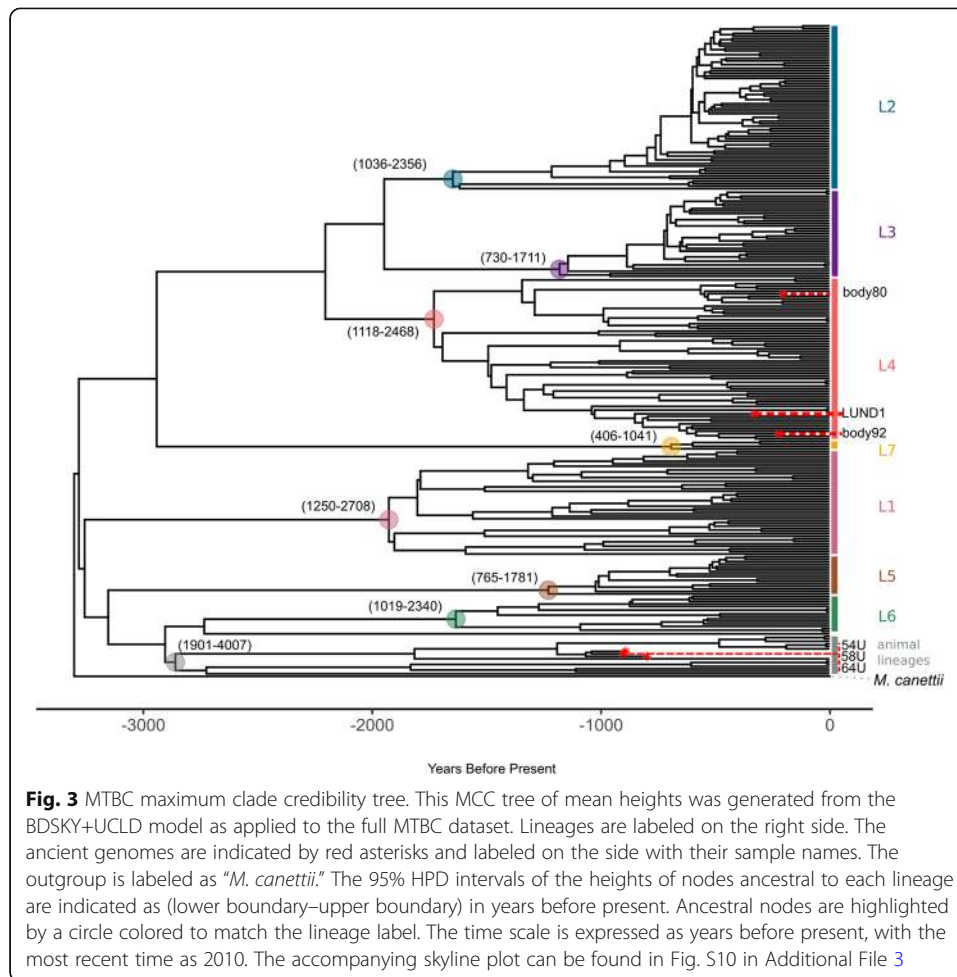 L2
(1036-2356)
L3
(730-1711)
body80
(1118-2468)
L4
LUND1
(406-1041)
body92
L7
(1250-2708)
L1
(765-1781)
L5
(1019-2340)
L6
(1901-4007)
54U
animal
58U
lineages
64U
M. canettii
-3000
-2000
-1000
0
Years Before Present
Fig. 3 MTBC maximum clade credibility tree. This MCC tree of mean heights was generated from the
BDSKY+UCLD model as applied to the full MTBC dataset. Lineages are labeled on the right side. The
ancient genomes are indicated by red asterisks and labeled on the side with their sample names. The
outgroup is labeled as “M. canettii.” The 95% HPD intervals of the heights of nodes ancestral to each lineage
are indicated as (lower boundary–upper boundary) in years before present. Ancestral nodes are highlighted
by a circle colored to match the lineage label. The time scale is expressed as years before present, with the
most recent time as 2010. The accompanying skyline plot can be found in Fig. S10 in Additional File 3